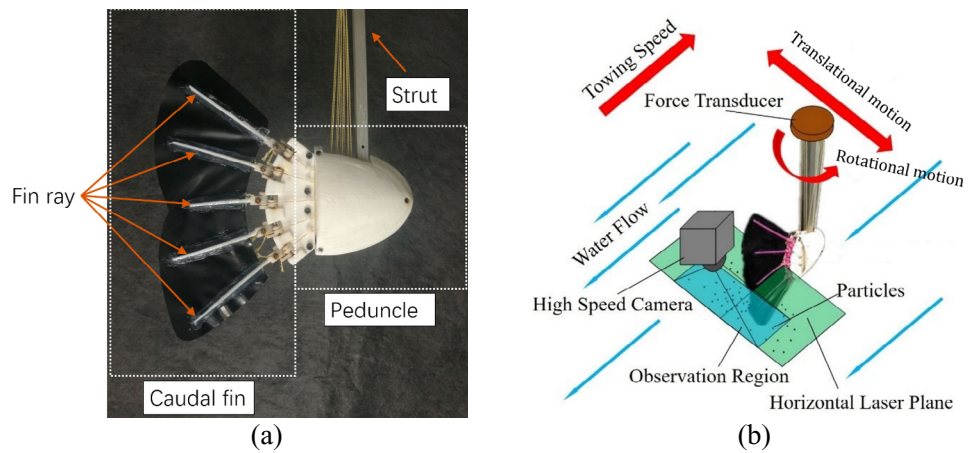 Strut
Fin ray
Peduncle
Caudal fin
(a)
Towing Speed
Translational motion
Force Transducer
Rotational motion
Water Flow
High Speed Camera
Particles
Observation Region
Horizontal Laser Plane
(b)